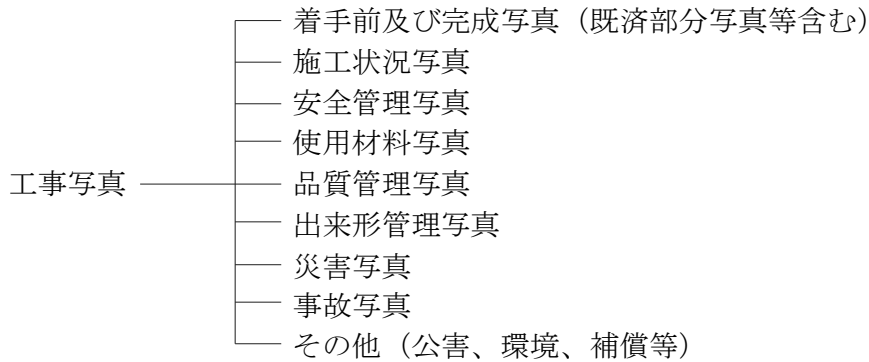 着手前及び完成写真（既済部分写真等含む）
施工状況写真
安全管理写真
使用材料写真
工事写真
品質管理写真
出来形管理写真
災害写真
事故写真
その他（公害、環境、補償等）